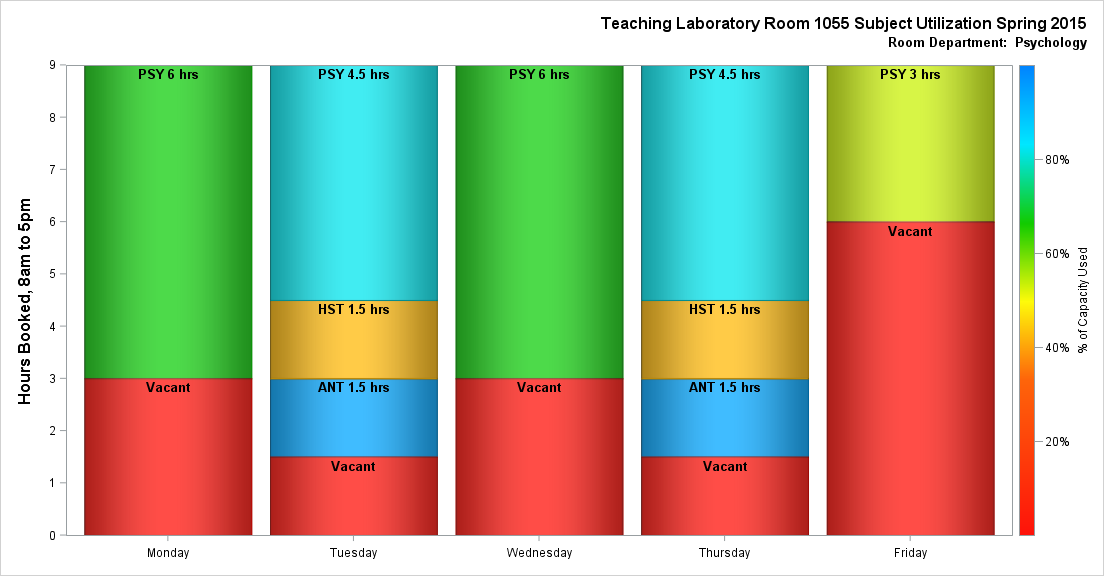 Teaching Laboratory Room 1055 Subject Utilization Spring 2015
Room Department:  Psychology
Hours Booked, 8am to 5pm
9
8
7
6
5
4
3
2
1
0
PSY 6 hrs
Vacant
PSY 4.5 hrs
HST 1.5 hrs
ANT 1.5 hrs
Vacant
PSY 6 hrs
Vacant
PSY 4.5 hrs
HST 1.5 hrs
ANT 1.5 hrs
Vacant
PSY 3 hrs
Vacant
Monday
Tuesday
Wednesday
Thursday
Friday
80%
60%
40%
20%
% of Capacity Used